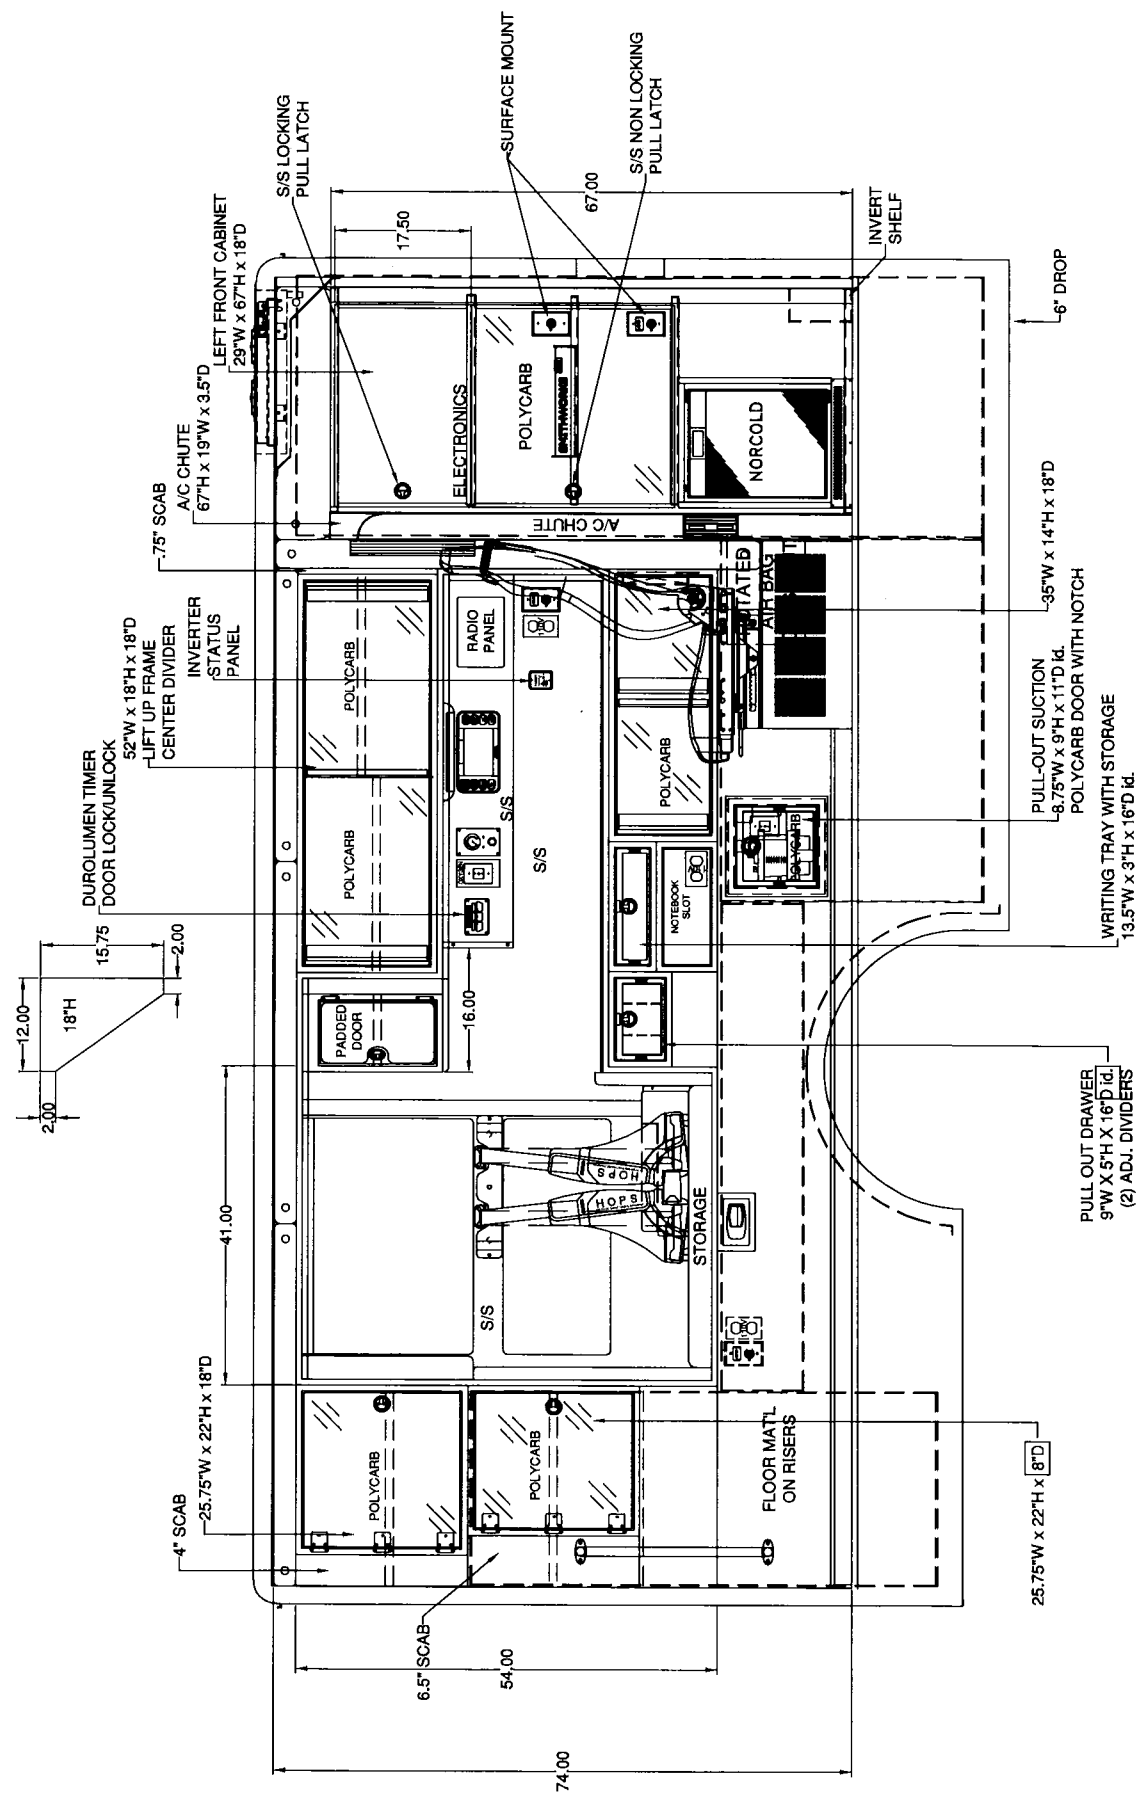 12.00
2.00
18"H
15.75
2.00
DUROLUMEN TIMER
DOOR LOCK/UNLOCK
52"W x 18"H x 18"D
LIFT UP FRAME
CENTER DIVIDER
INVERTER
STATUS
PANEL
.75" SCAB
A/C CHUTE
67"H x 19"W x 3.5"D
LEFT FRONT CABINET
29"W x 67"H x 18"D
S/S LOCKING
PULL LATCH
SURFACE MOUNT
S/S NON LOCKING
PULL LATCH
4" SCAB
25.75"W x 22"H x 18"D
41.00
17.50
67.00
INVERT
SHELF
6" DROP
POLYCARB
PADDED
DOOR
16.00
POLYCARB
POLYCARB
RADIO
PANEL
S/S
S/S
ELECTRONICS
POLYCARB
SMITHWORKS
NORCOLD
A/C CHUTE
POLYCARB
S/S
HOPS
HOPS
STORAGE
NOTEBOOK
SLOT
POLYCARB
POLYCARB
AIR BAG
FLOOR MAT'L
ON RISERS
6.5" SCAB
54.00
74.00
25.75"W x 22"H x 8"D
PULL OUT DRAWER
9"W X 5"H X 16"D id.
(2) ADJ. DIVIDERS
WRITING TRAY WITH STORAGE
13.5"W x 3"H x 16"D id.
PULL-OUT SUCTION
8.75"W x 9"H x 11"D id.
POLYCARB DOOR WITH NOTCH
35"W x 14"H x 18"D